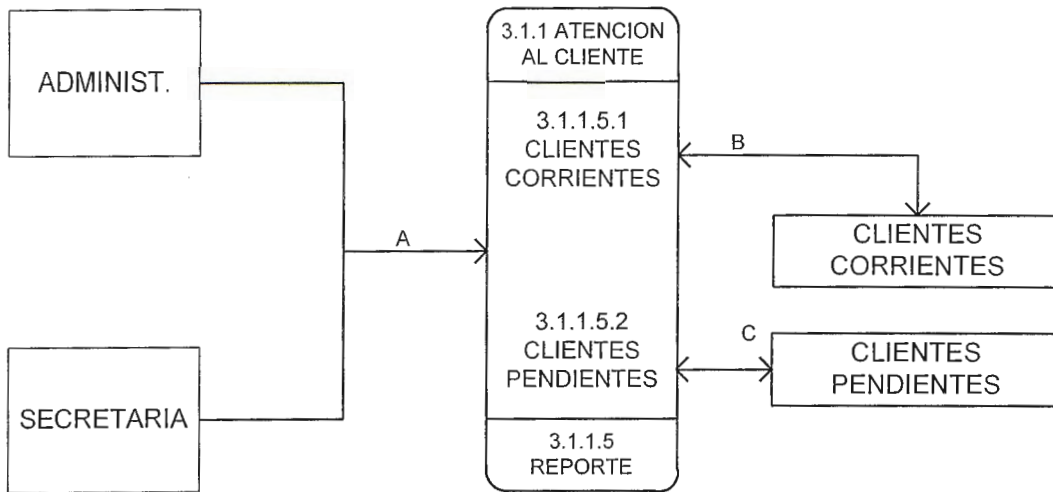 ADMINIST.
SECRETARIA
A
3.1.1 ATENCION
AL CLIENTE
3.1.1.5.1
CLIENTES
CORRIENTES
3.1.1.5.2
CLIENTES
PENDIENTES
3.1.1.5
REPORTE
B
CLIENTES
CORRIENTES
C
CLIENTES
PENDIENTES